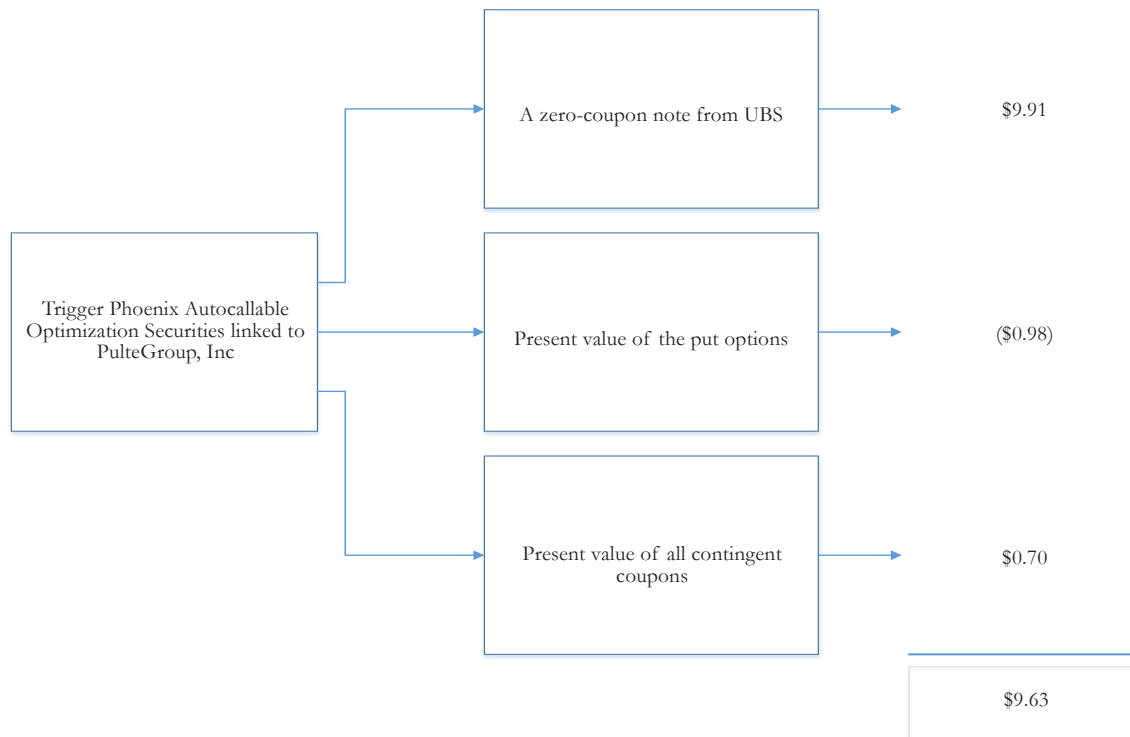 A zero-coupon note from UBS
$9.91
Trigger Phoenix Autocallable
Optimization Securities linked to
PulteGroup, Inc
Present value of the put options
($0.98)
Present value of all contingent
coupons
$0.70
$9.63